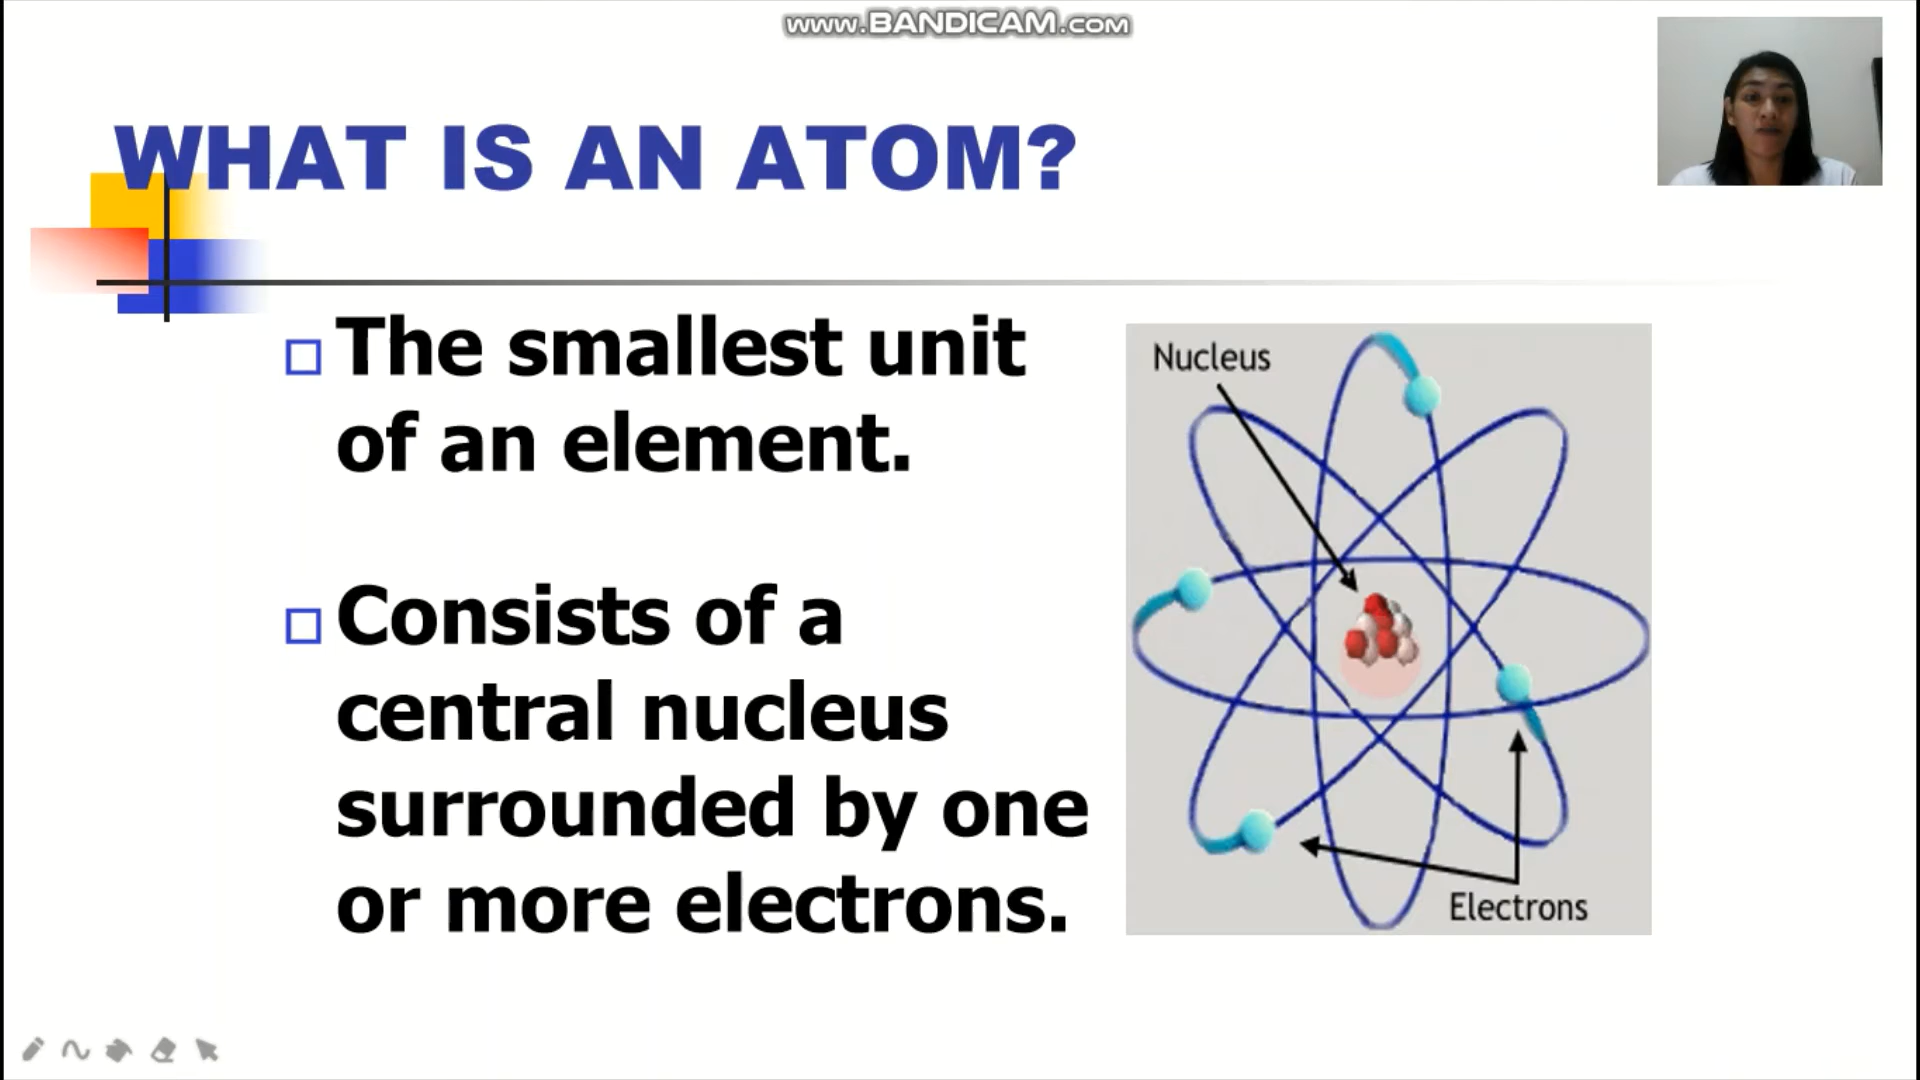 www.BANDICAM.com
WHAT IS AN ATOM?
The smallest unit
of an element.
Consists of a
central nucleus
surrounded by one
or more electrons.
Nucleus
Electrons